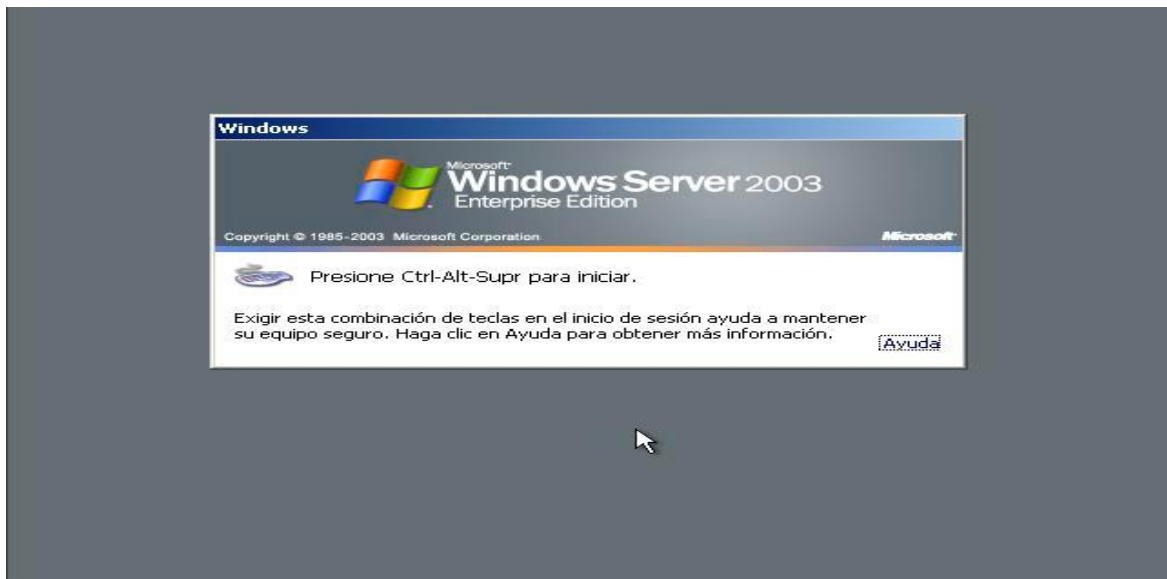 Windows
Microsoft
Windows Server 2003
Enterprise Edition
Copyright © 1985-2003 Microsoft Corporation
Microsoft
Presione Ctrl-Alt-Supr para iniciar.
Exigir esta combinación de teclas en el inicio de sesión ayuda a mantener
su equipo seguro. Haga clic en Ayuda para obtener más información.
Ayuda